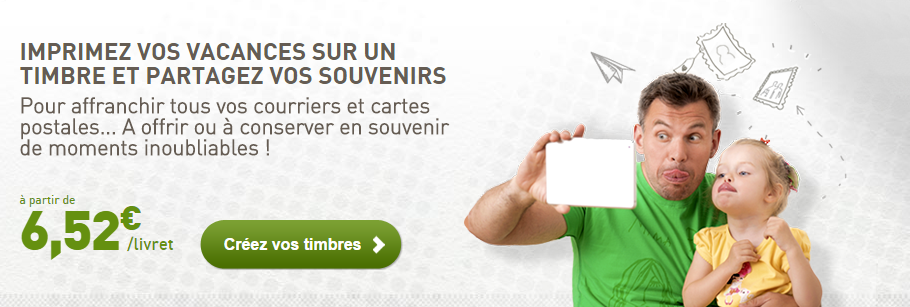 IMPRIMEZ VOS VACANCES SUR UN
TIMBRE ET PARTAGEZ VOS SOUVENIRS
Pour affranchir tous vos courriers et cartes
postales... A offrir ou à conserver en souvenir
de moments inoubliables !
à partir de
6,52€
/livret
Créez vos timbres